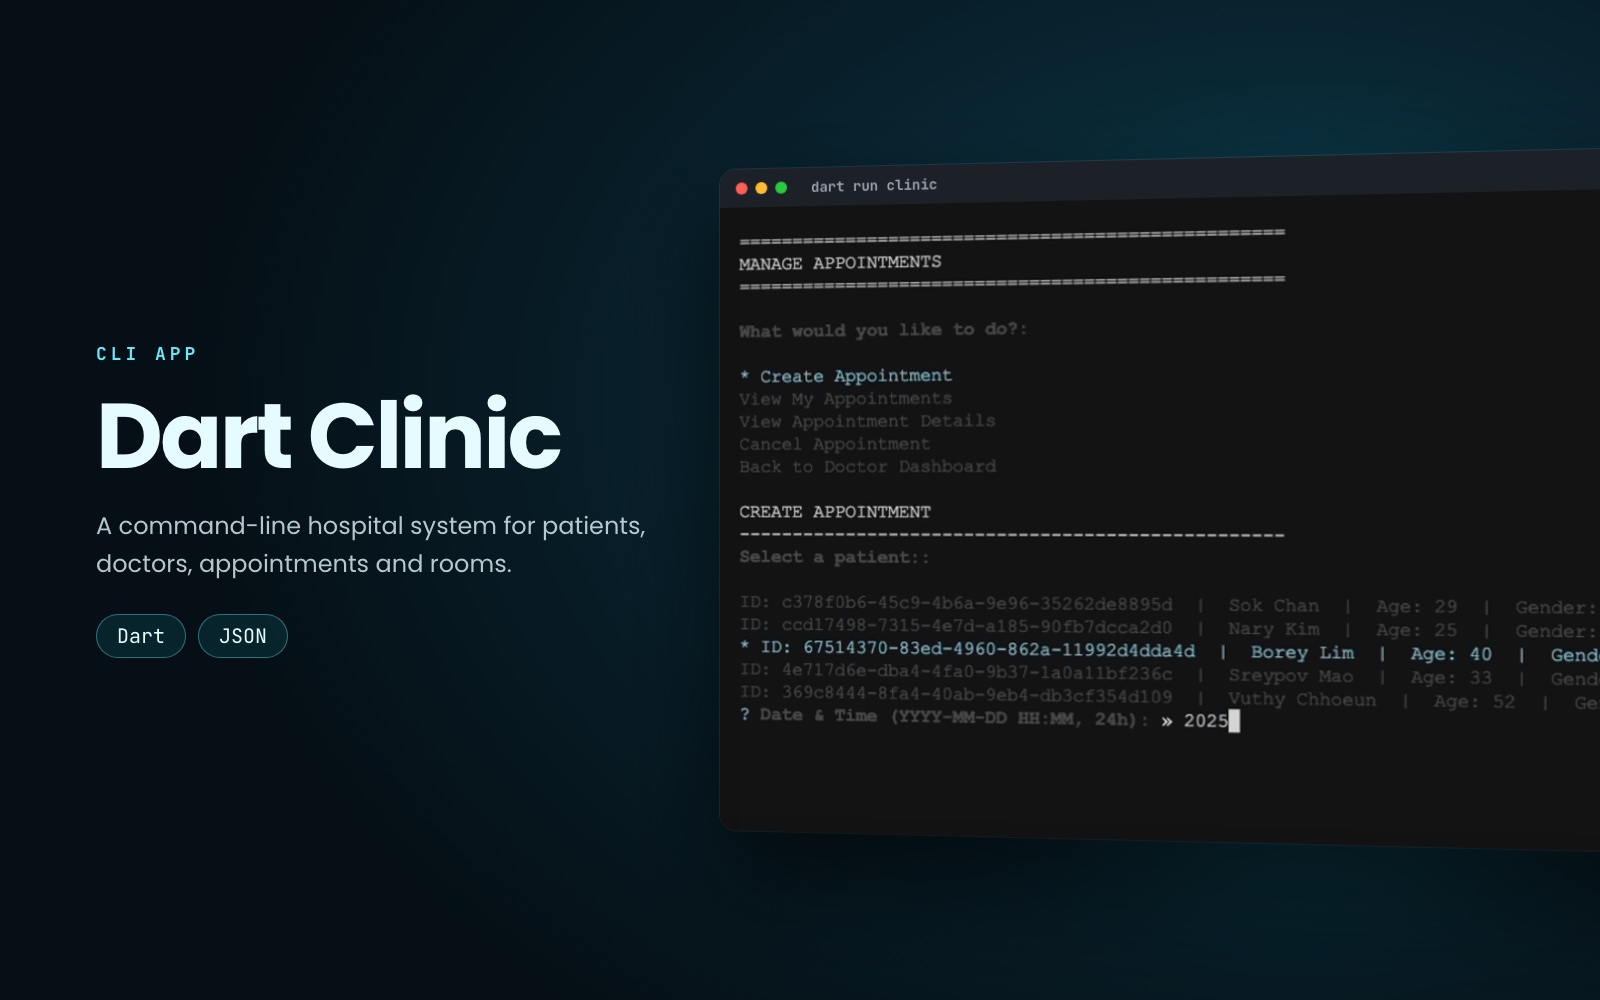 CLI APP
Dart Clinic
A command-line hospital system for patients,
doctors, appointments and rooms.
Dart
JSON
dart run clinic
====================================================
MANAGE APPOINTMENTS
====================================================
What would you like to do?:
* Create Appointment
View My Appointments
View Appointment Details
Cancel Appointment
Back to Doctor Dashboard
CREATE APPOINTMENT
----------------------------------------------------
Select a patient::
ID: c378f0b6-45c9-4b6a-9e96-35262de8895d | Sok Chan | Age: 29 | Gender:
ID: ccd17498-7315-4e7d-a185-90fb7dcca2d0 | Nary Kim | Age: 25 | Gender:
* ID: 67514370-83ed-4960-862a-11992d4dda4d | Borey Lim | Age: 40 | Gend
ID: 4e717d6e-dba4-4fa0-9b37-1a0a11bf236c | Sreypov Mao | Age: 33 | Gend
ID: 369c8444-8fa4-40ab-9eb4-db3cf354d109 | Vuthy Chhoeun | Age: 52 | Ge
? Date & Time (YYYY-MM-DD HH:MM, 24h): » 2025